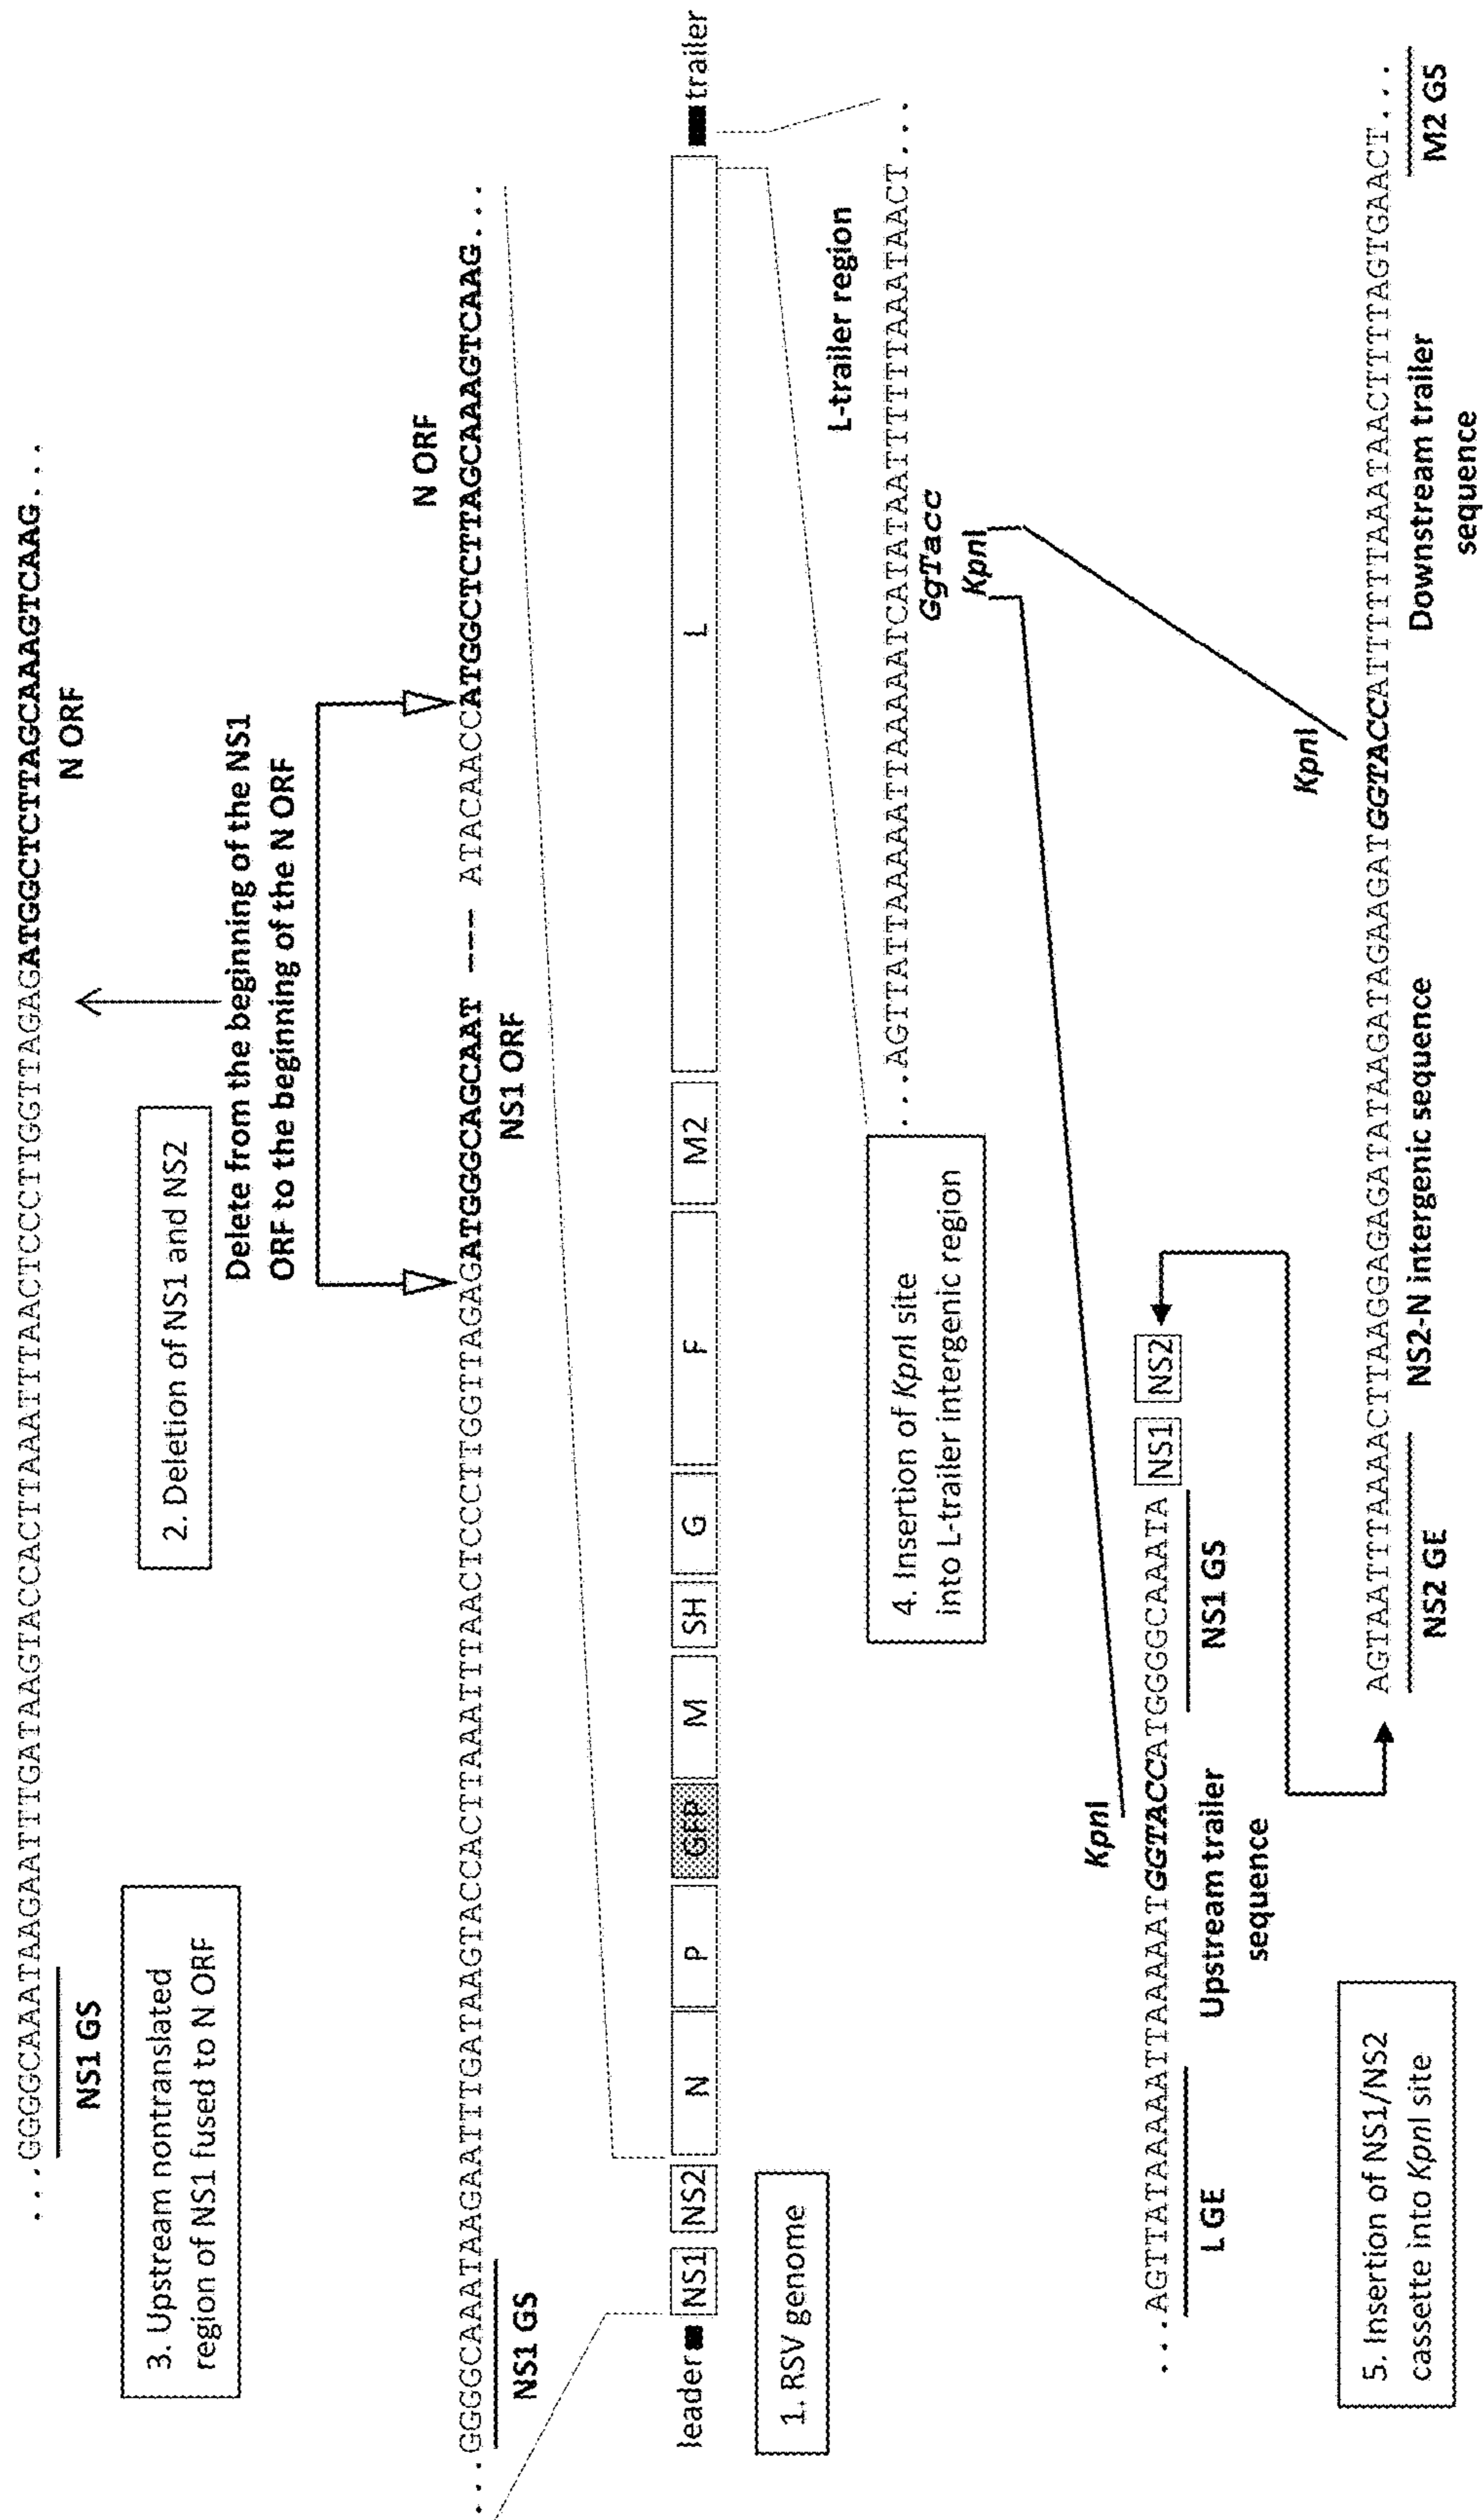 ...GGGGCAAATAAGAATTTGATAAGTACCACTTAAATTTAACTCCCTTGGTTAGAGATGGCTCTTAGCAAAGTCAAG...
NS1 GS
N ORF
3. Upstream nontranslated
region of NS1 fused to N ORF
2. Deletion of NS1 and NS2
Delete from the beginning of the NS1
ORF to the beginning of the N ORF
N ORF
...GGGGCAAATAAGAATTTGATAAGTACCACTTAAATTTAACTCCCTTGGTTAGAGATGGGCAGCAAT --- ATACAACCATGGCTCTTAGCAAAGTCAAG...
NS1 GS
NS1 ORF
leader NS1 NS2 N P GFP M SH G F M2 L trailer
1. RSV genome
L-trailer region
4. Insertion of KpnI site
into L-trailer intergenic region
...AGTTATTAAAAATTAAAAATCATATAATTTTTTAAATAACT...
GgTacc
KpnI
KpnI
...AGTTATAAAAATTAAAAATGGTACCATGGGGCAAATA NS1 NS2
L GE
Upstream trailer
sequence
NS1 GS
KpnI
5. Insertion of NS1/NS2
cassette into KpnI site
AGTAATTTAAAACTTAAGGAGAGATATAAGATAGAAGATGGTACCATTTTTTAAATAACTTTTAGTGAACT...
NS2 GE
NS2-N intergenic sequence
Downstream trailer
sequence
M2 GS